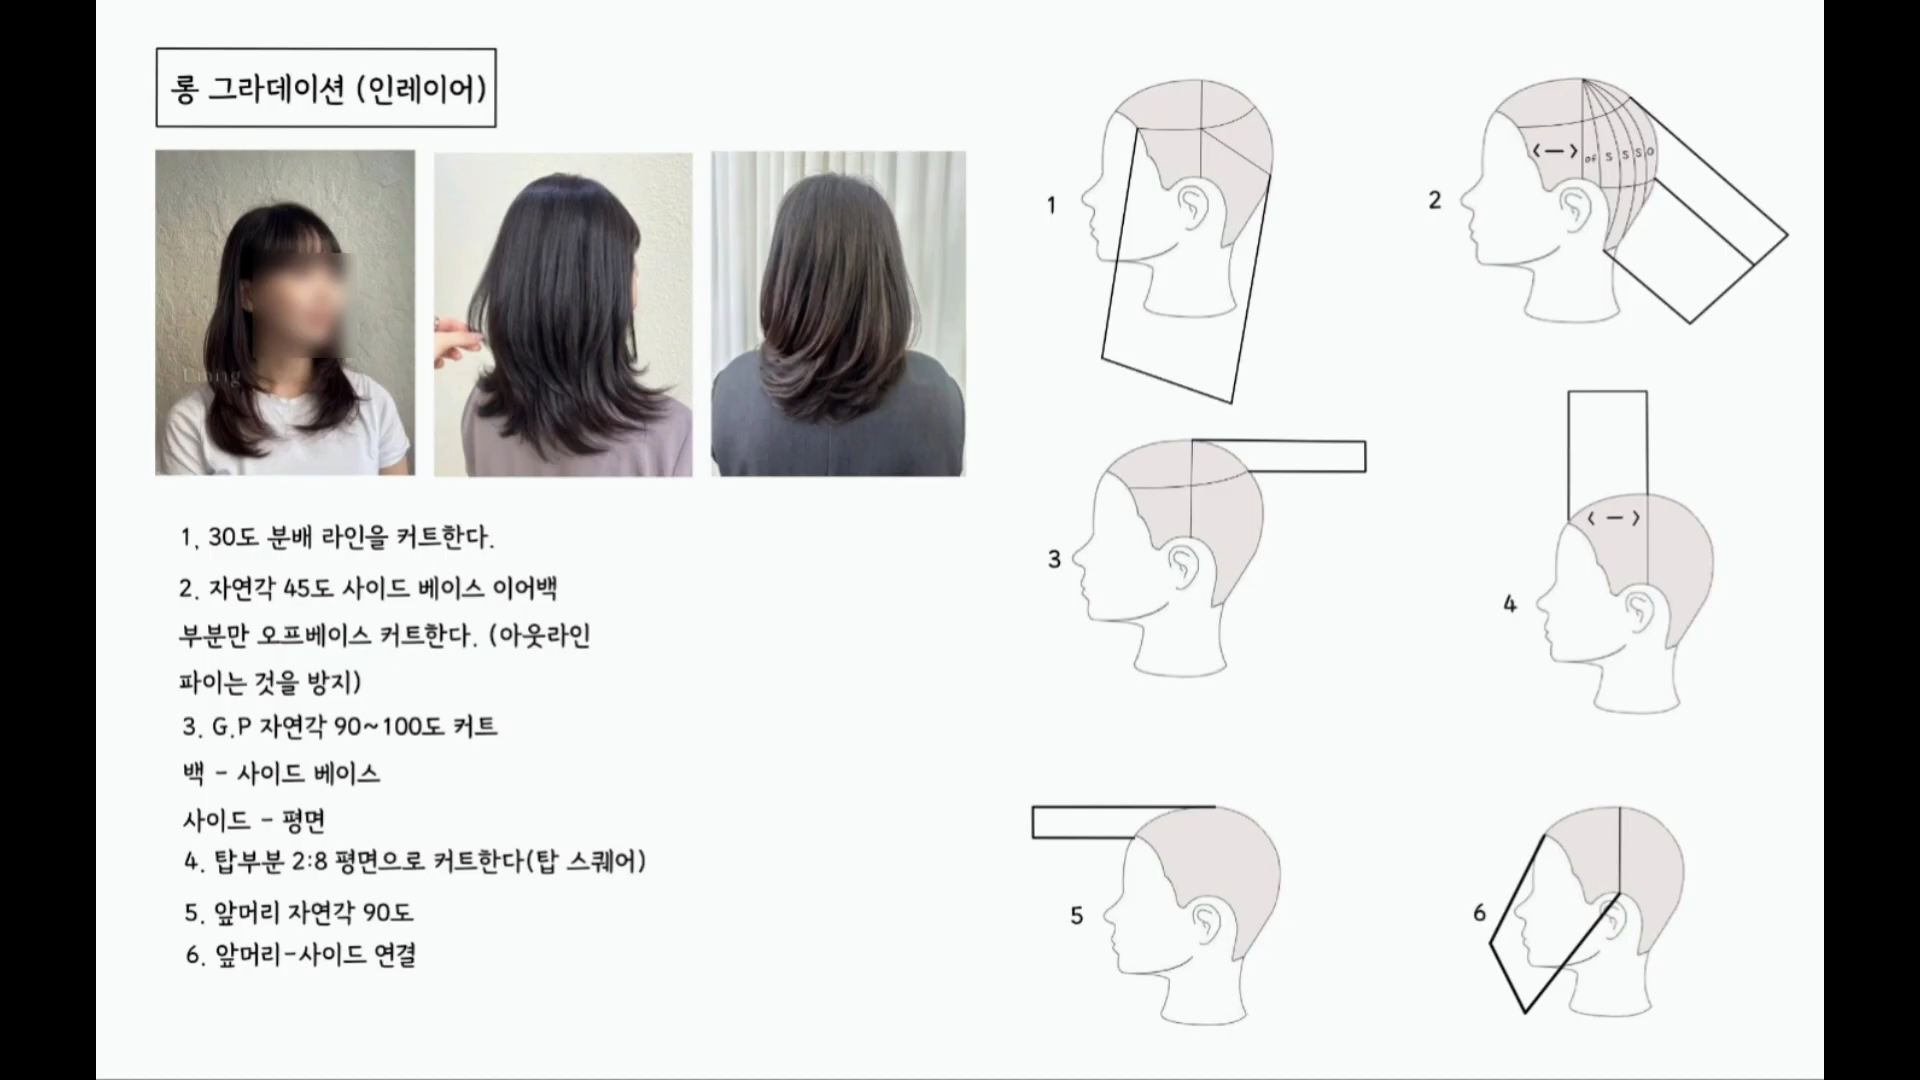 롱 그라데이션 (인레이어)
1. 30도 분배 라인을 커트한다.
2. 자연각 45도 사이드 베이스 이어백
부분만 오프베이스 커트한다. (아웃라인
파이는 것을 방지)
3. G.P 자연각 90~100도 커트
백 - 사이드 베이스
사이드 - 평면
4. 탑부분 2:8 평면으로 커트한다(탑 스퀘어)
5. 앞머리 자연각 90도
6. 앞머리-사이드 연결
1
2
of S S S O
3
4
5
6